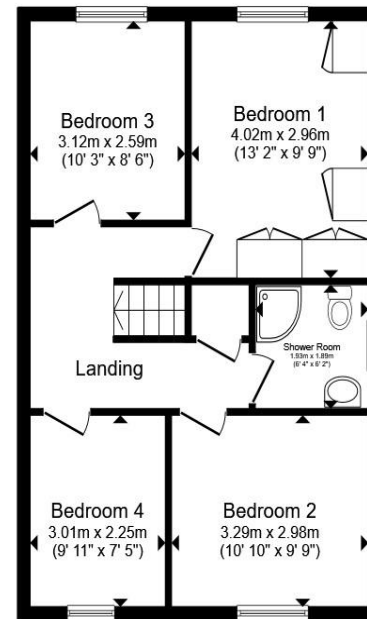 Bedroom 3
3.12m x 2.59m
(10' 3" x 8' 6")
Bedroom 1
4.02m x 2.96m
(13' 2" x 9' 9")
Shower Room
1.93m x 1.89m
(6' 4" x 6' 2")
Landing
Bedroom 4
3.01m x 2.25m
(9' 11" x 7' 5")
Bedroom 2
3.29m x 2.98m
(10' 10" x 9' 9")